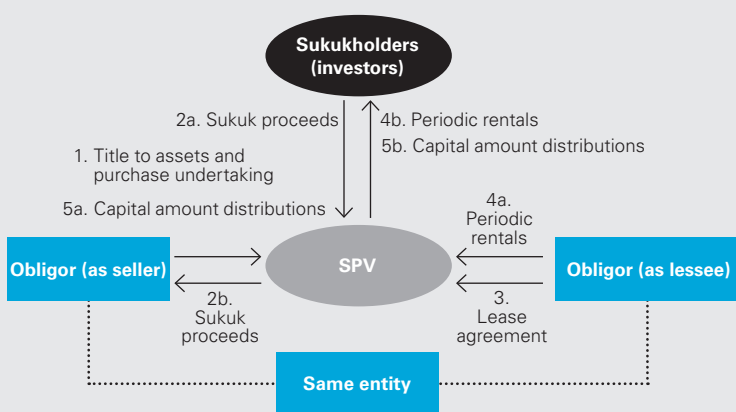 Sukukholders
(investors)
2a. Sukuk proceeds
4b. Periodic rentals
5b. Capital amount distributions
1. Title to assets and
purchase undertaking
5a. Capital amount distributions
4a.
Periodic
rentals
Obligor (as seller)
SPV
Obligor (as lessee)
2b.
Sukuk
proceeds
3.
Lease
agreement
Same entity